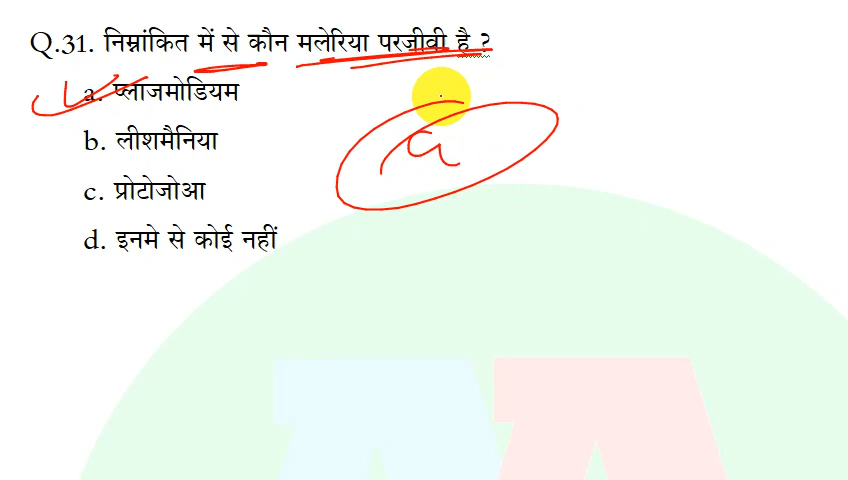 Q.31. निम्नांकित में से कौन मलेरिया परजीवी है ?
a. प्लाजमोडियम
a
b. लीशमैनिया
c. प्रोटोजोआ
d. इनमे से कोई नहीं